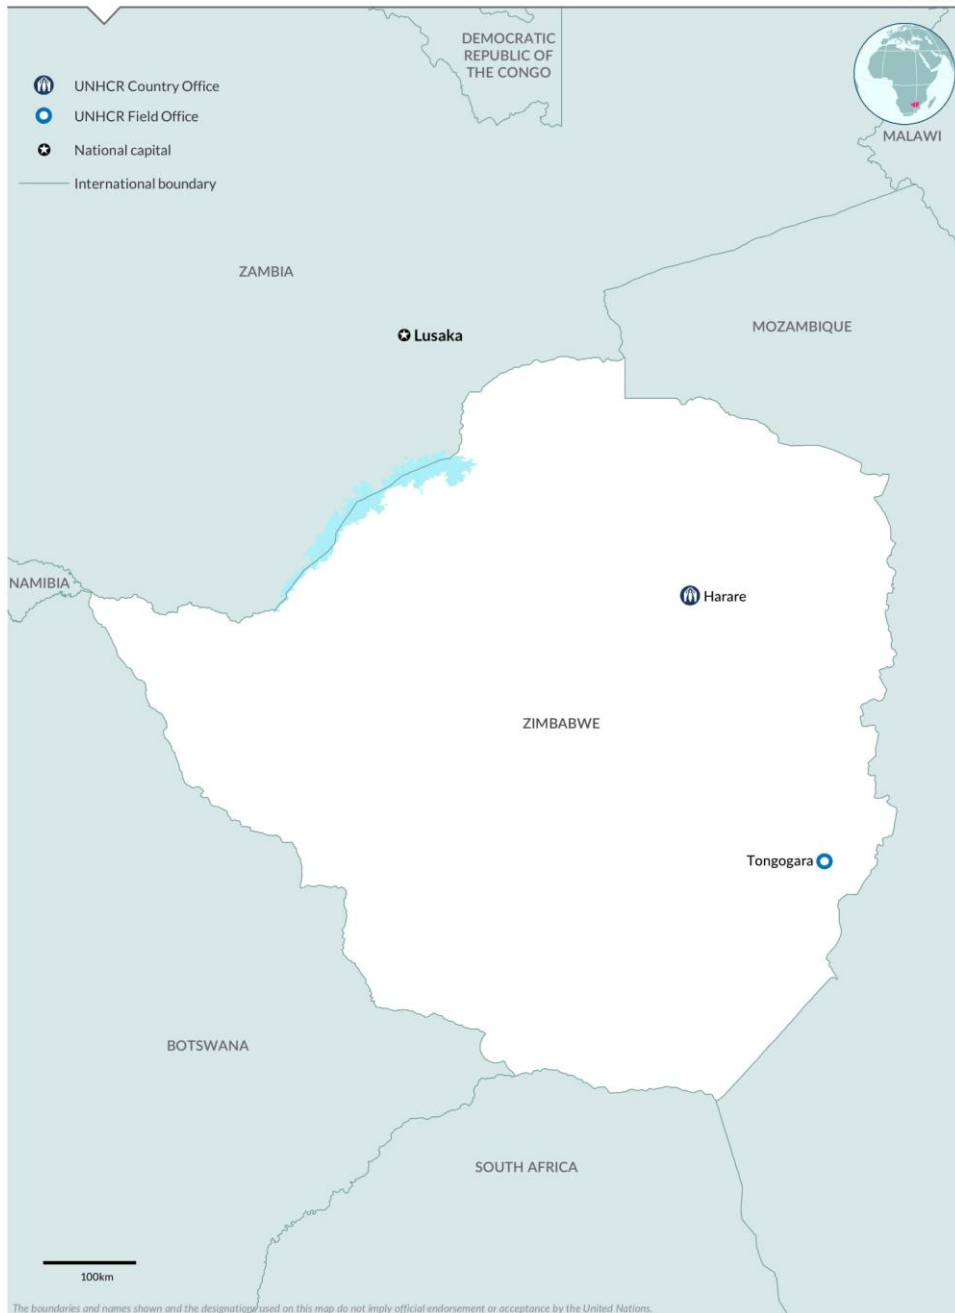 DEMOCRATIC
REPUBLIC OF
THE CONGO
UNHCR Country Office
UNHCR Field Office
National capital
International boundary
MALAWI
ZAMBIA
MOZAMBIQUE
Lusaka
NAMIBIA
Harare
ZIMBABWE
Tongogara
BOTSWANA
SOUTH AFRICA
100km
The boundaries and names shown and the designations used on this map do not imply official endorsement or acceptance by the United Nations.